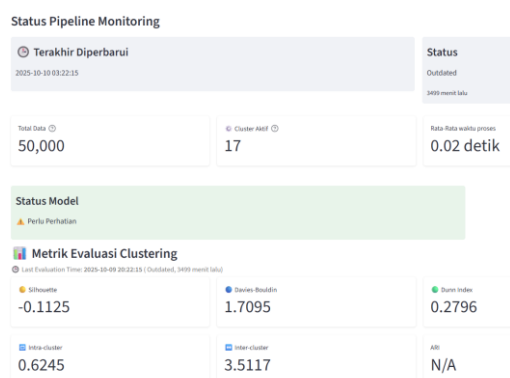 Status Pipeline Monitoring
Terakhir Diperbarui
2025-10-10 03:22:15
Status
Outdated
3499 menit lalu
Total Data
50,000
Cluster Aktif
17
Rata-Rata waktu proses
0.02 detik
Status Model
Perlu Perhatian
Metrik Evaluasi Clustering
Last Evaluation Time: 2025-10-09 20:22:15 | Outdated, 3499 menit lalu)
Silhouette
-0.1125
Davies-Bouldin
1.7095
Dunn Index
0.2796
Intra-cluster
0.6245
Inter-cluster
3.5117
ARI
N/A